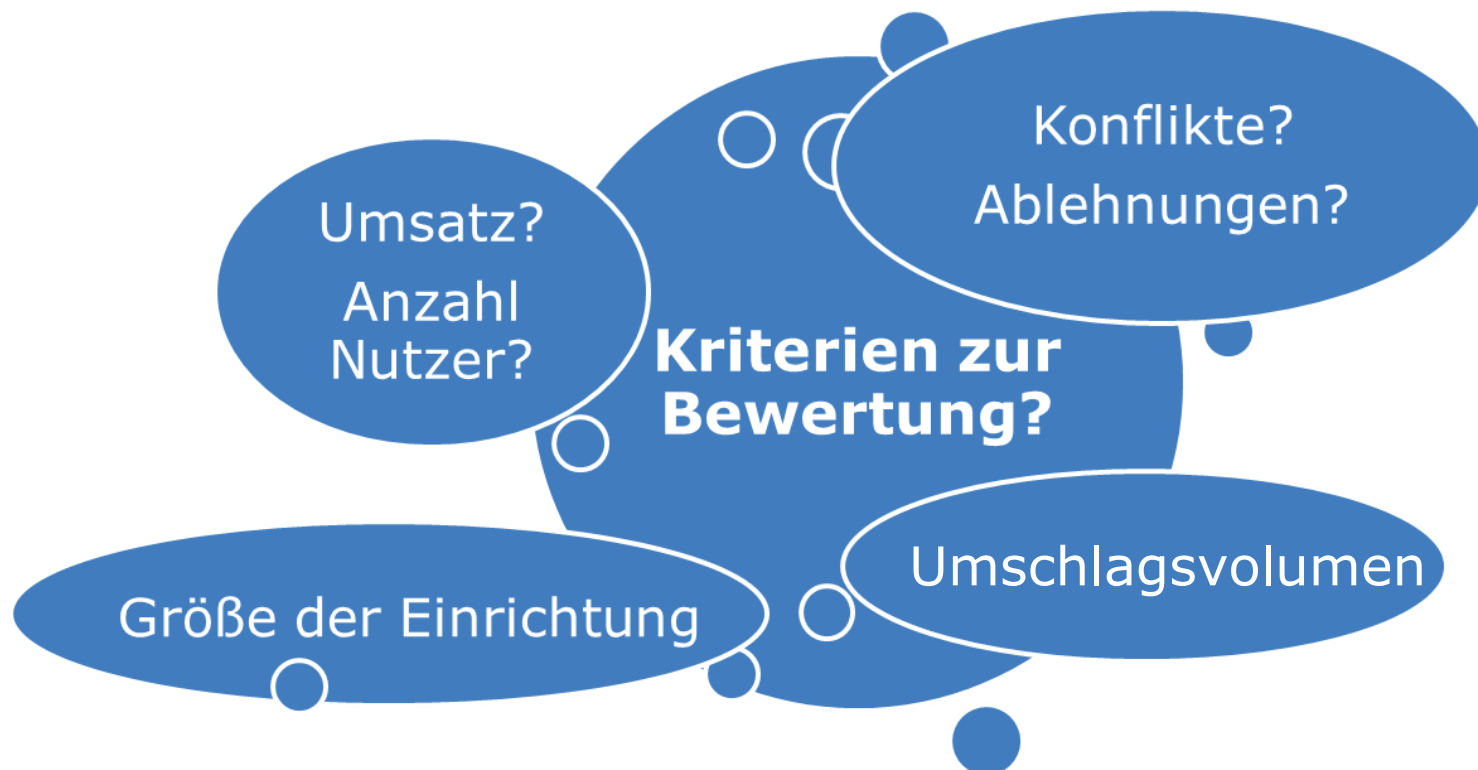 Konflikte?
Ablehnungen?
Umsatz?
Anzahl
Nutzer?
Kriterien zur
Bewertung?
Umschlagsvolumen
Größe der Einrichtung